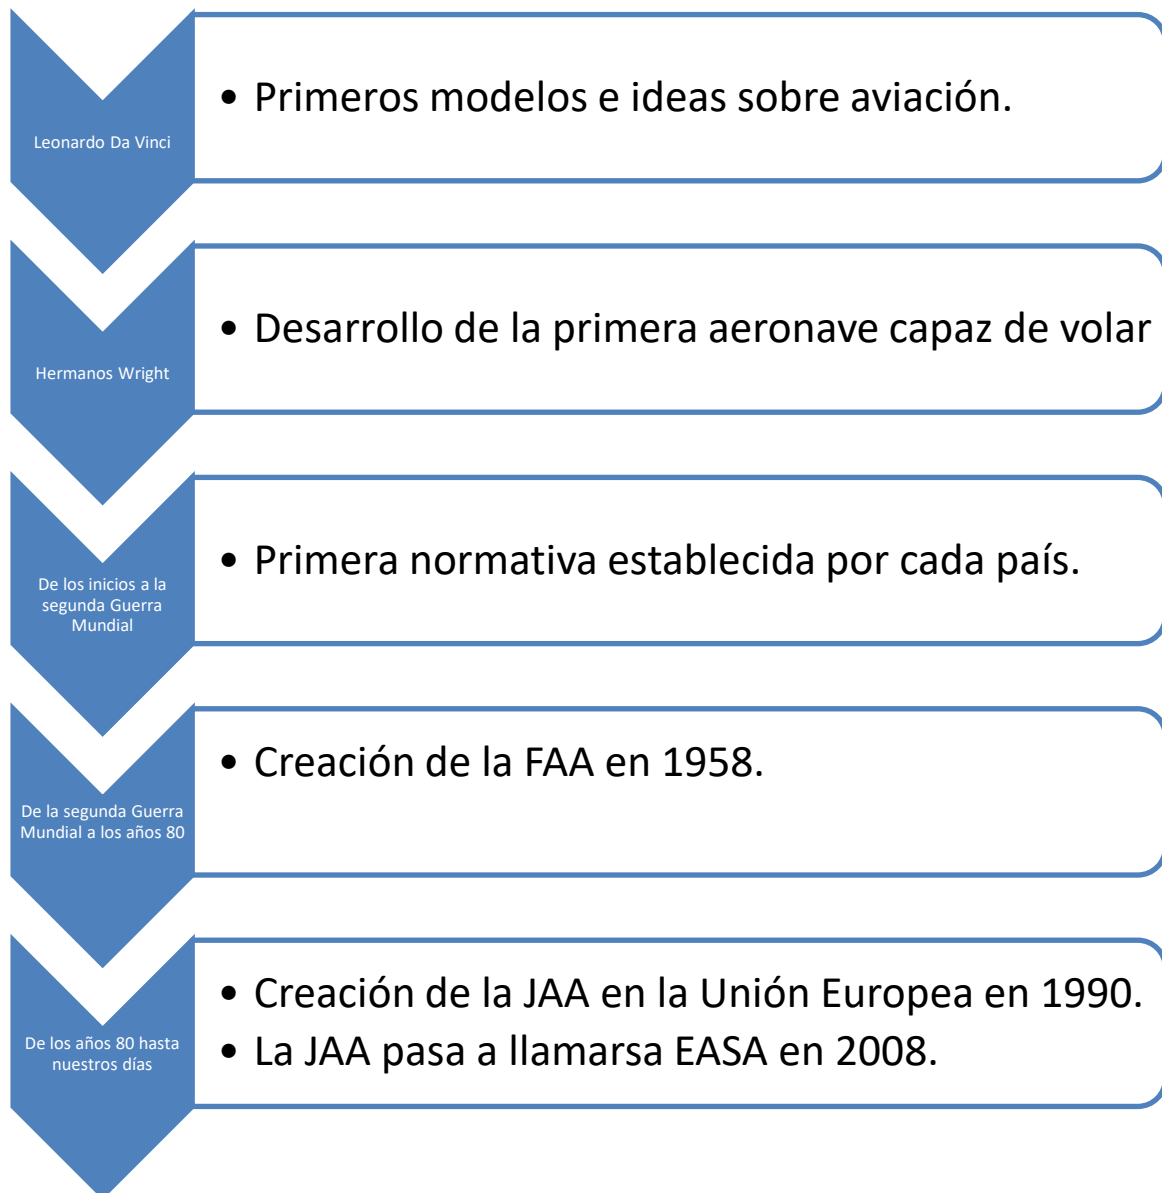 Leonardo Da Vinci
• Primeros modelos e ideas sobre aviación.
Hermanos Wright
• Desarrollo de la primera aeronave capaz de volar
De los inicios a la
segunda Guerra
Mundial
• Primera normativa establecida por cada país.
De la segunda Guerra
Mundial a los años 80
• Creación de la FAA en 1958.
De los años 80 hasta
nuestros días
• Creación de la JAA en la Unión Europea en 1990.
• La JAA pasa a llamarsa EASA en 2008.